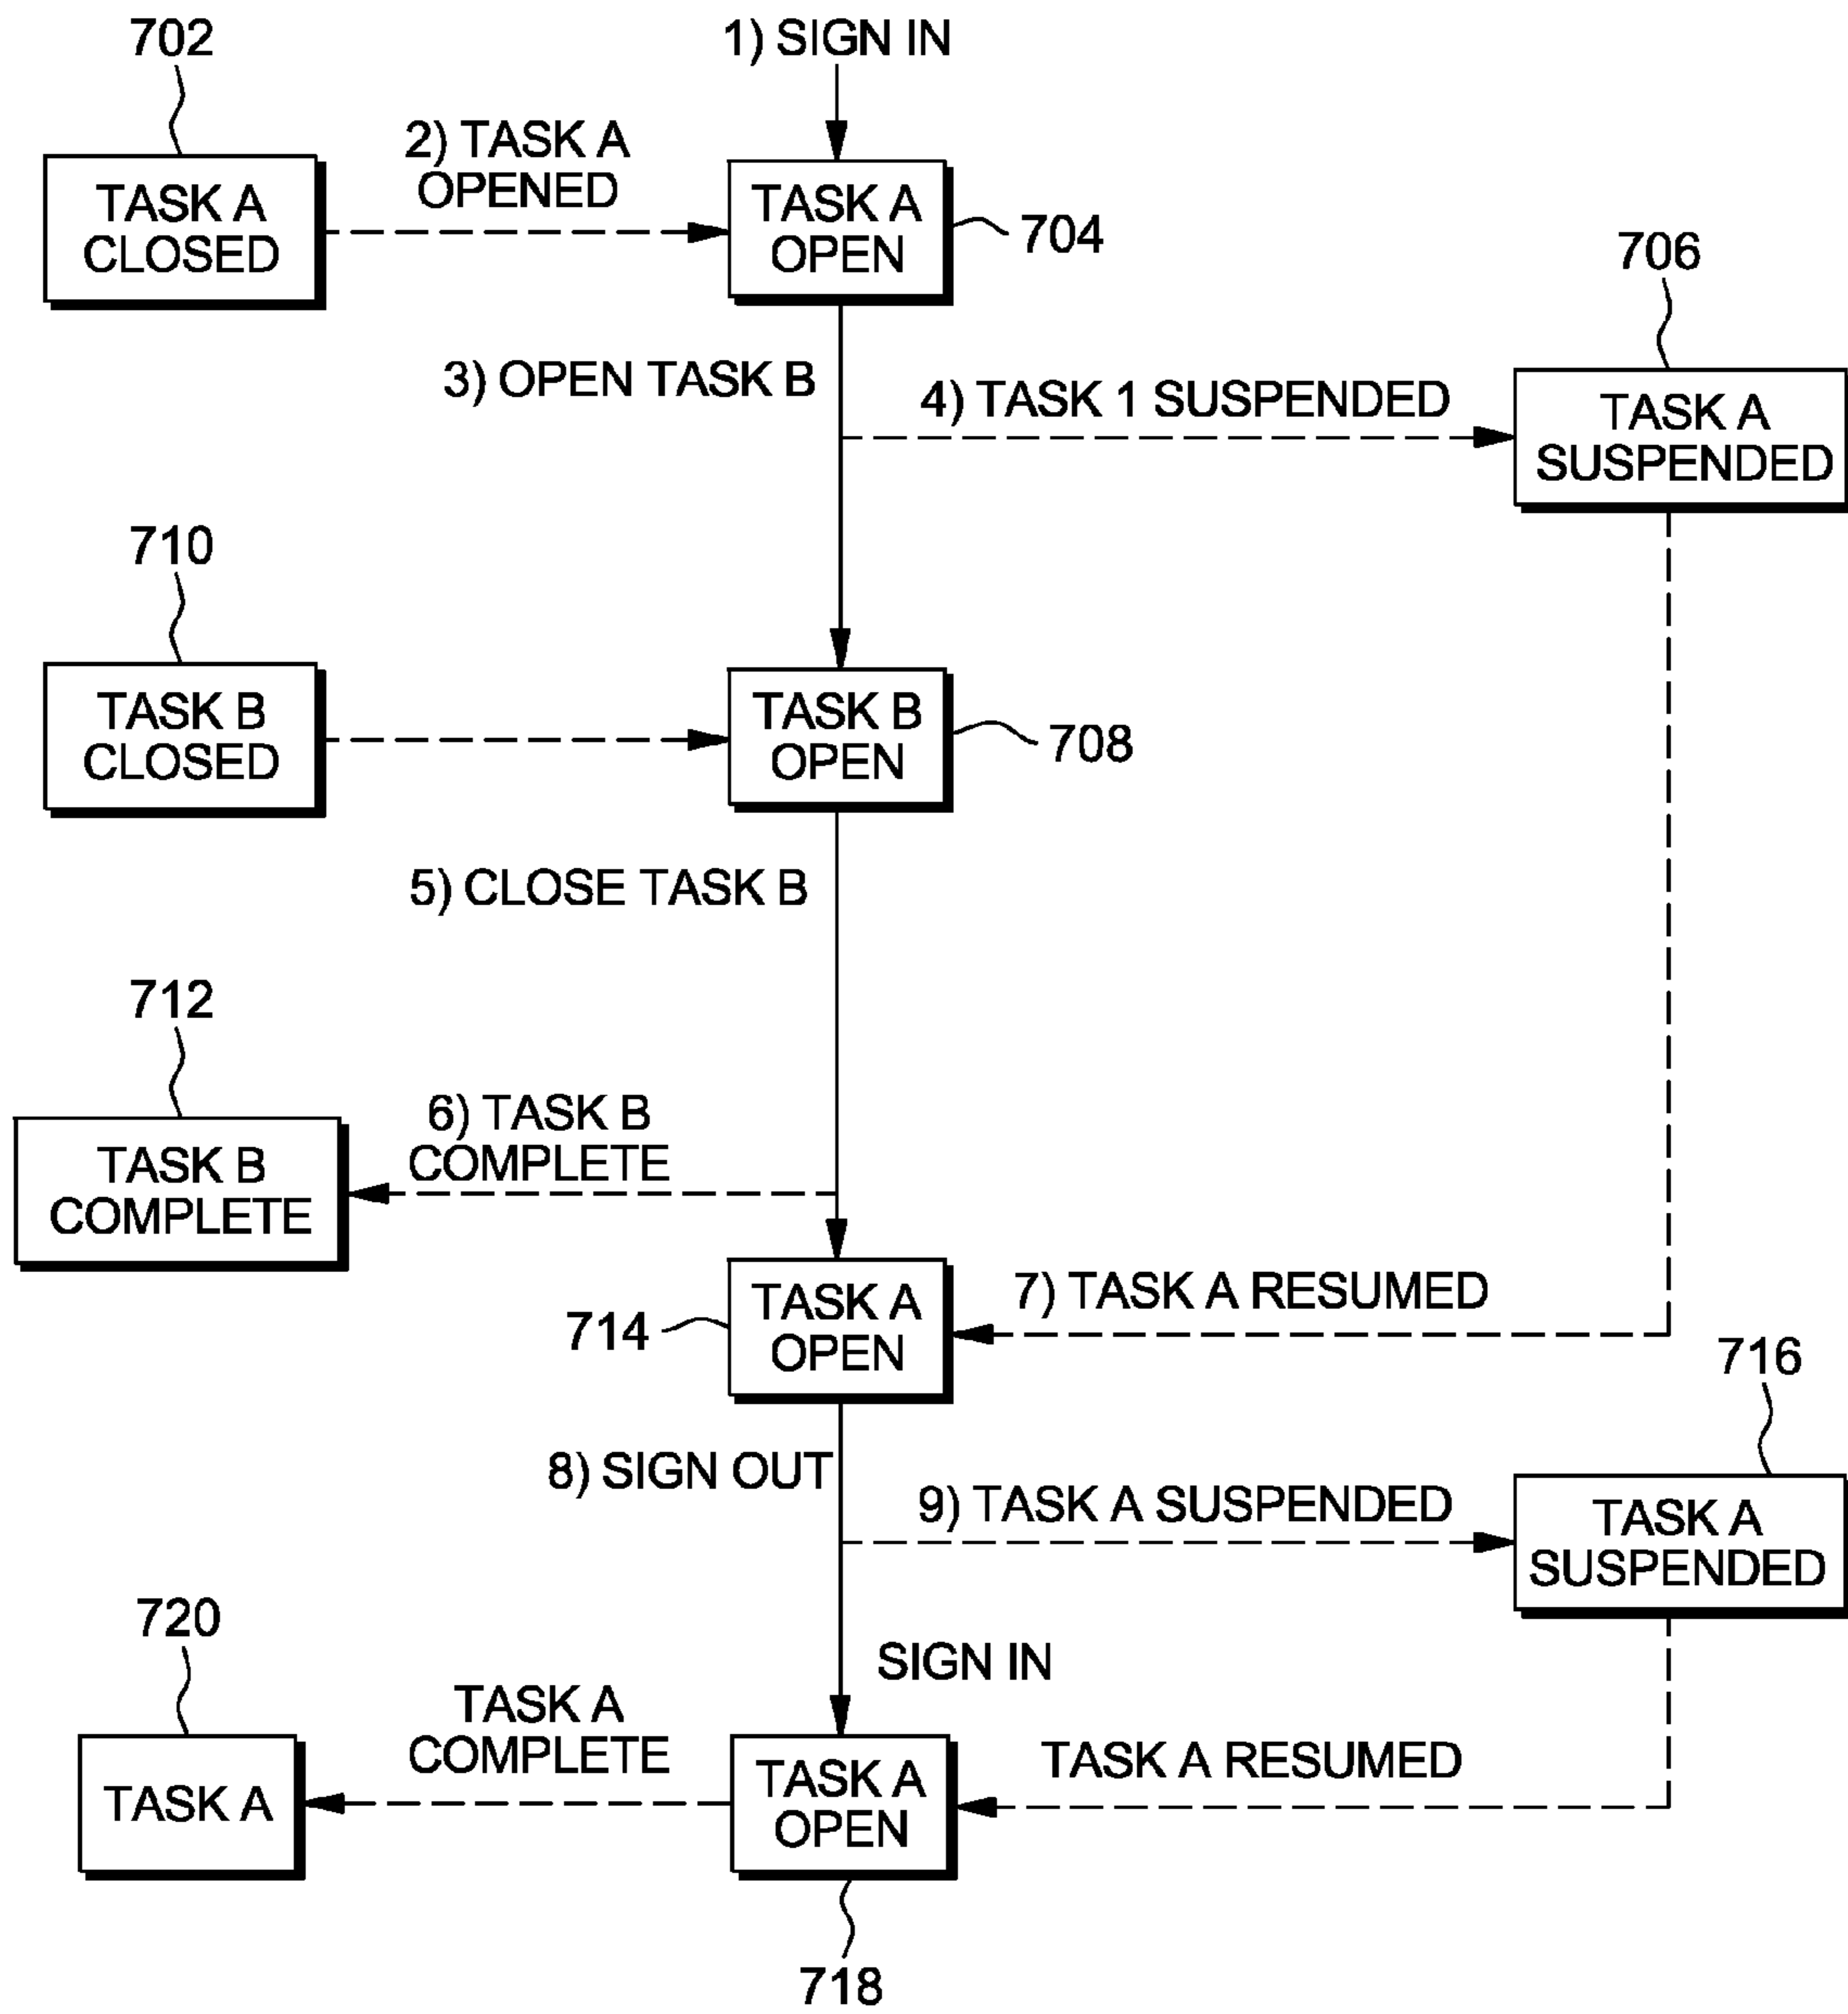 702
1) SIGN IN
2) TASK A
OPENED
TASK A
CLOSED
TASK A
OPEN
704
706
3) OPEN TASK B
4) TASK 1 SUSPENDED
TASK A
SUSPENDED
710
TASK B
CLOSED
TASK B
OPEN
708
5) CLOSE TASK B
712
6) TASK B
COMPLETE
TASK B
COMPLETE
714
TASK A
OPEN
7) TASK A RESUMED
716
8) SIGN OUT
9) TASK A SUSPENDED
TASK A
SUSPENDED
720
SIGN IN
TASK A
COMPLETE
TASK A RESUMED
TASK A
TASK A
OPEN
718